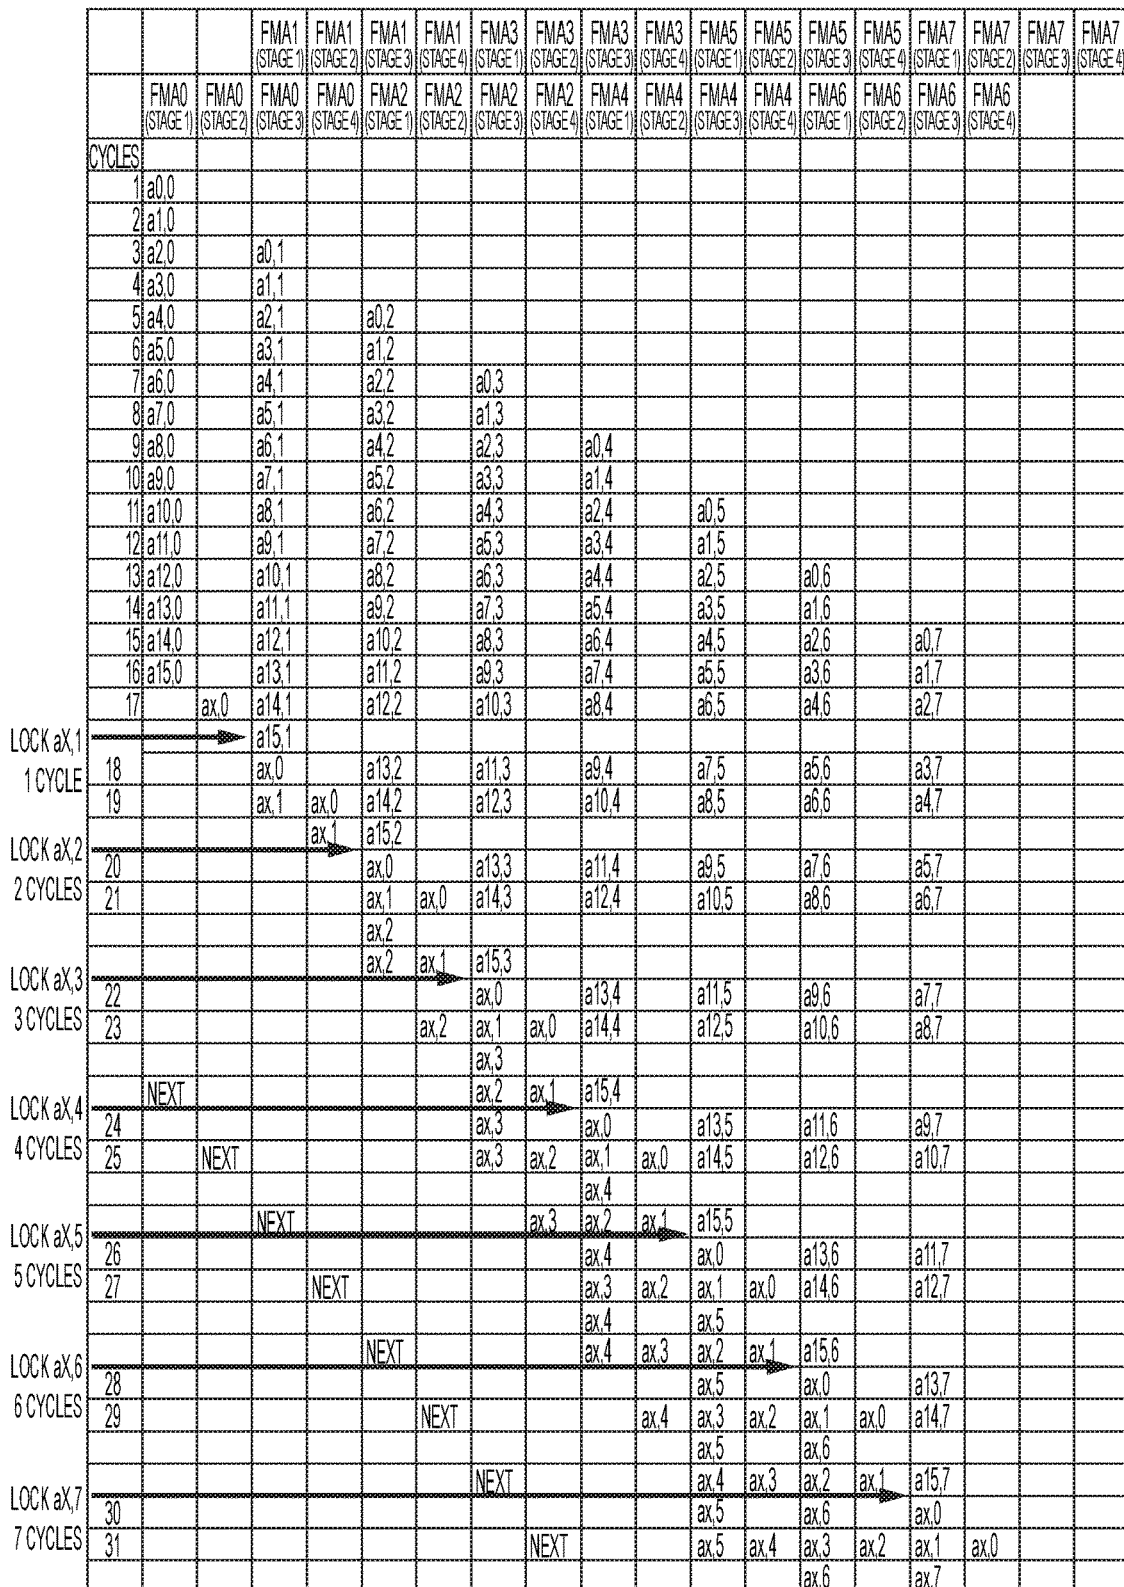 FMA1 FMA1 FMA1 FMA1 FMA3 FMA3 FMA3 FMA3 FMA5 FMA5 FMA5 FMA5 FMA7 FMA7 FMA7 FMA7
(STAGE 1) (STAGE 2) (STAGE 3) (STAGE 4) (STAGE 1) (STAGE 2) (STAGE 3) (STAGE 4) (STAGE 1) (STAGE 2) (STAGE 3) (STAGE 4) (STAGE 1) (STAGE 2) (STAGE 3) (STAGE 4)
FMA0 FMA0 FMA0 FMA0 FMA2 FMA2 FMA2 FMA2 FMA4 FMA4 FMA4 FMA4 FMA6 FMA6 FMA6 FMA6
(STAGE 1) (STAGE 2) (STAGE 3) (STAGE 4) (STAGE 1) (STAGE 2) (STAGE 3) (STAGE 4) (STAGE 1) (STAGE 2) (STAGE 3) (STAGE 4) (STAGE 1) (STAGE 2) (STAGE 3) (STAGE 4)
CYCLES
1 a0,0
2 a1,0
3 a2,0 a0,1
4 a3,0 a1,1
5 a4,0 a2,1 a0,2
6 a5,0 a3,1 a1,2
7 a6,0 a4,1 a2,2 a0,3
8 a7,0 a5,1 a3,2 a1,3
9 a8,0 a6,1 a4,2 a2,3 a0,4
10 a9,0 a7,1 a5,2 a3,3 a1,4
11 a10,0 a8,1 a6,2 a4,3 a2,4 a0,5
12 a11,0 a9,1 a7,2 a5,3 a3,4 a1,5
13 a12,0 a10,1 a8,2 a6,3 a4,4 a2,5 a0,6
14 a13,0 a11,1 a9,2 a7,3 a5,4 a3,5 a1,6
15 a14,0 a12,1 a10,2 a8,3 a6,4 a4,5 a2,6 a0,7
16 a15,0 a13,1 a11,2 a9,3 a7,4 a5,5 a3,6 a1,7
17 ax,0 a14,1 a12,2 a10,3 a8,4 a6,5 a4,6 a2,7
LOCK aX,1 a15,1
1 CYCLE 18 ax,0 a13,2 a11,3 a9,4 a7,5 a5,6 a3,7
19 ax,1 ax,0 a14,2 a12,3 a10,4 a8,5 a6,6 a4,7
LOCK aX,2 ax,1 a15,2
20 ax,0 a13,3 a11,4 a9,5 a7,6 a5,7
2 CYCLES 21 ax,1 ax,0 a14,3 a12,4 a10,5 a8,6 a6,7
ax,2
LOCK aX,3 ax,2 ax,1 a15,3
22 ax,0 a13,4 a11,5 a9,6 a7,7
3 CYCLES 23 ax,2 ax,1 ax,0 a14,4 a12,5 a10,6 a8,7
ax,3
LOCK aX,4 NEXT ax,2 ax,1 a15,4
24 ax,3 ax,0 a13,5 a11,6 a9,7
4 CYCLES 25 NEXT ax,3 ax,2 ax,1 ax,0 a14,5 a12,6 a10,7
ax,4
LOCK aX,5 NEXT ax,3 ax,2 ax,1 a15,5
26 ax,4 ax,0 a13,6 a11,7
5 CYCLES 27 NEXT ax,3 ax,2 ax,1 ax,0 a14,6 a12,7
ax,4 ax,5
LOCK aX,6 NEXT ax,4 ax,3 ax,2 ax,1 a15,6
28 ax,5 ax,0 a13,7
6 CYCLES 29 NEXT ax,4 ax,3 ax,2 ax,1 ax,0 a14,7
ax,5 ax,6
LOCK aX,7 NEXT ax,4 ax,3 ax,2 ax,1 a15,7
30 ax,5 ax,6 ax,0
7 CYCLES 31 NEXT ax,5 ax,4 ax,3 ax,2 ax,1 ax,0
ax,6 ax,7